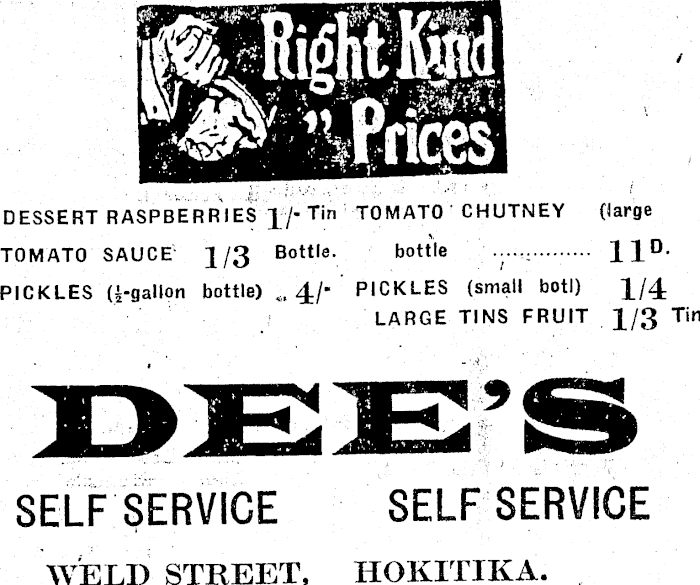 Right Kind
" Prices
DESSERT RASPBERRIES 1/- Tin
TOMATO SAUCE 1/3 Bottle.
PICKLES (½-gallon bottle) .. 4/-
TOMATO CHUTNEY (large
bottle .............. 11D.
PICKLES (small botl) 1/4
LARGE TINS FRUIT 1/3 Tin
DEE'S
SELF SERVICE SELF SERVICE
WELD STREET, HOKITIKA.